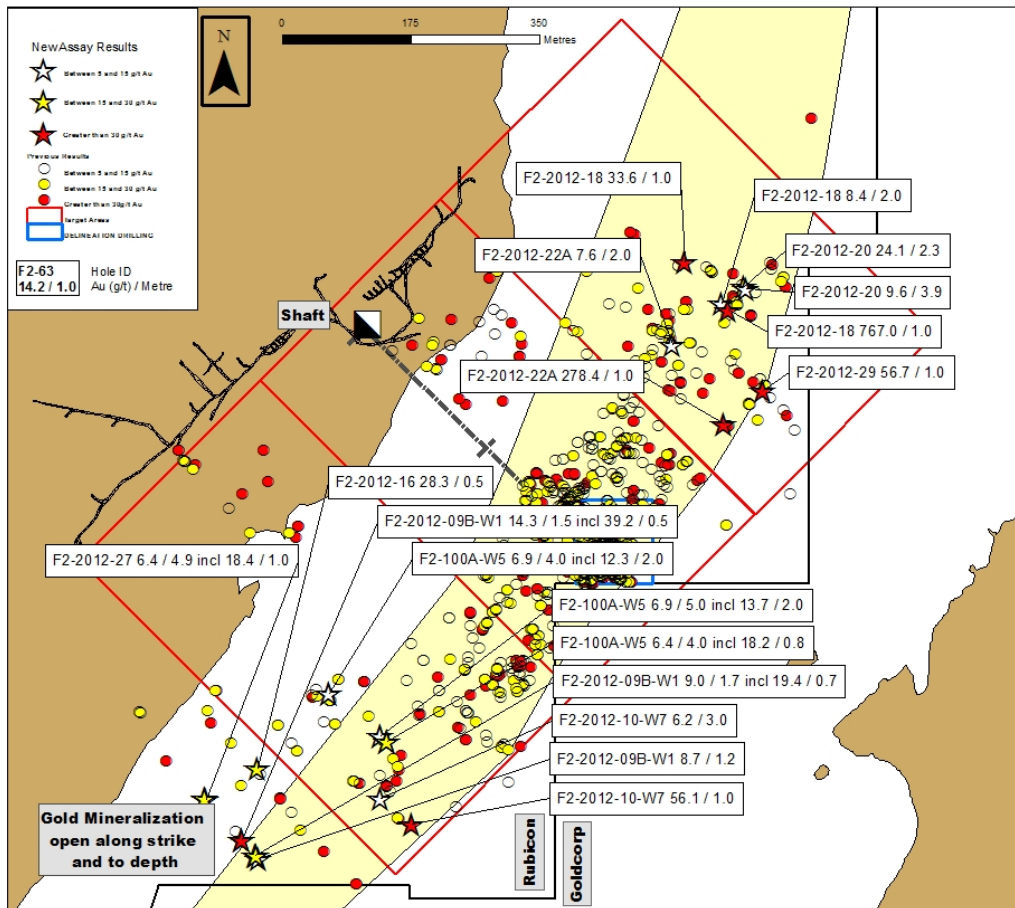 0 175 350
Metres
N
New Assay Results
Between 5 and 15 g/t Au
Between 15 and 30 g/t Au
Greater than 30 g/t Au
Previous Results
Between 5 and 15 g/t Au
Between 15 and 30 g/t Au
Greater than 30g/t Au
Target Areas
DELINEATION DRILLING
F2-63
14.2 / 1.0
Hole ID
Au (g/t) / Metre
F2-2012-18 33.6 / 1.0
F2-2012-18 8.4 / 2.0
F2-2012-22A 7.6 / 2.0
F2-2012-20 24.1 / 2.3
F2-2012-20 9.6 / 3.9
Shaft
F2-2012-18 767.0 / 1.0
F2-2012-22A 278.4 / 1.0
F2-2012-29 56.7 / 1.0
F2-2012-16 28.3 / 0.5
F2-2012-09B-W1 14.3 / 1.5 incl 39.2 / 0.5
F2-2012-27 6.4 / 4.9 incl 18.4 / 1.0
F2-100A-W5 6.9 / 4.0 incl 12.3 / 2.0
F2-100A-W5 6.9 / 5.0 incl 13.7 / 2.0
F2-100A-W5 6.4 / 4.0 incl 18.2 / 0.8
F2-2012-09B-W1 9.0 / 1.7 incl 19.4 / 0.7
F2-2012-10-W7 6.2 / 3.0
F2-2012-09B-W1 8.7 / 1.2
F2-2012-10-W7 56.1 / 1.0
Gold Mineralization
open along strike
and to depth
Rubicon
Goldcorp